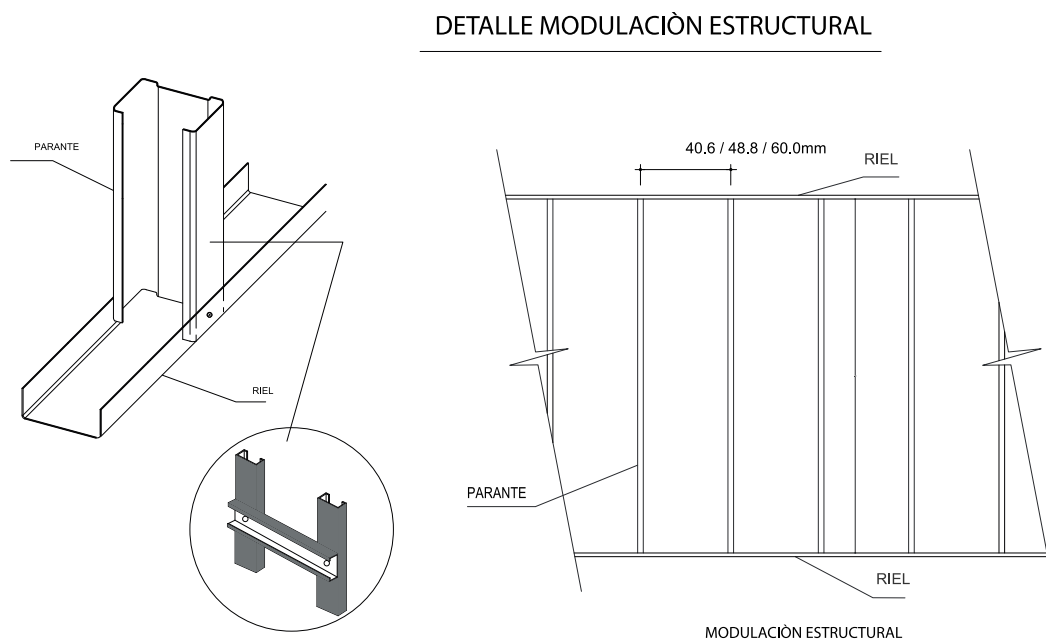 DETALLE MODULACIÒN ESTRUCTURAL
PARANTE
RIEL
40.6 / 48.8 / 60.0mm
RIEL
PARANTE
RIEL
MODULACIÒN ESTRUCTURAL